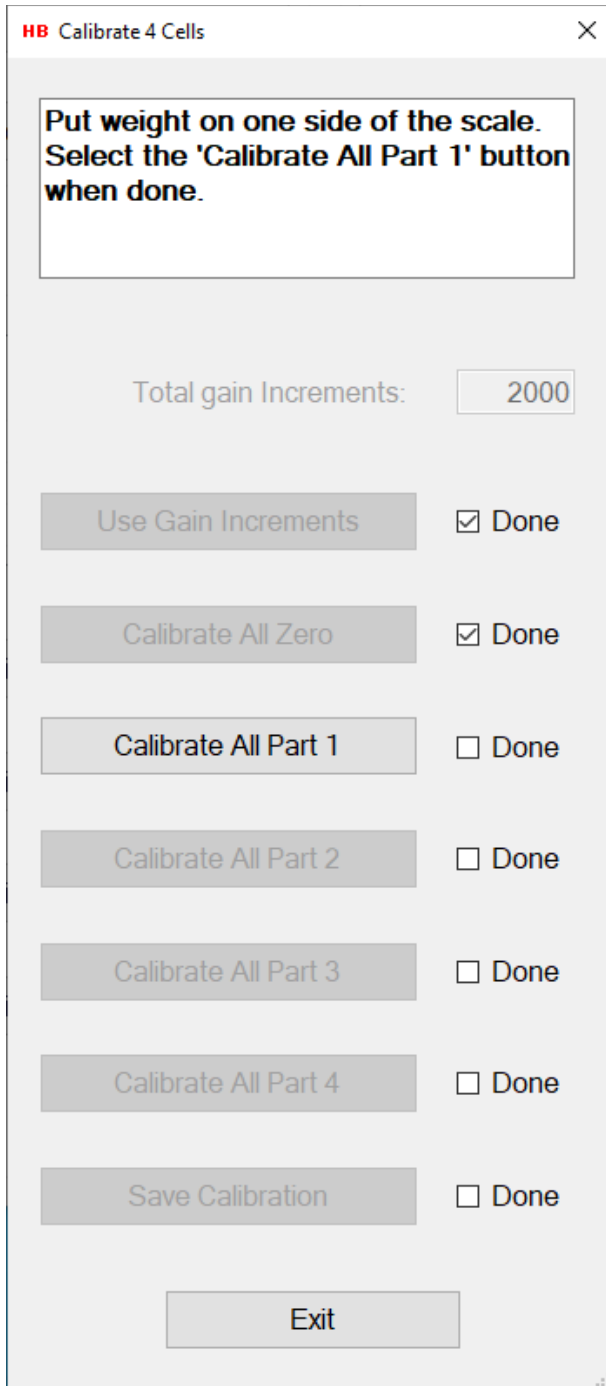 HB Calibrate 4 Cells
Put weight on one side of the scale.
Select the 'Calibrate All Part 1' button
when done.
Total gain Increments: 2000
Use Gain Increments Done
Calibrate All Zero Done
Calibrate All Part 1 Done
Calibrate All Part 2 Done
Calibrate All Part 3 Done
Calibrate All Part 4 Done
Save Calibration Done
Exit